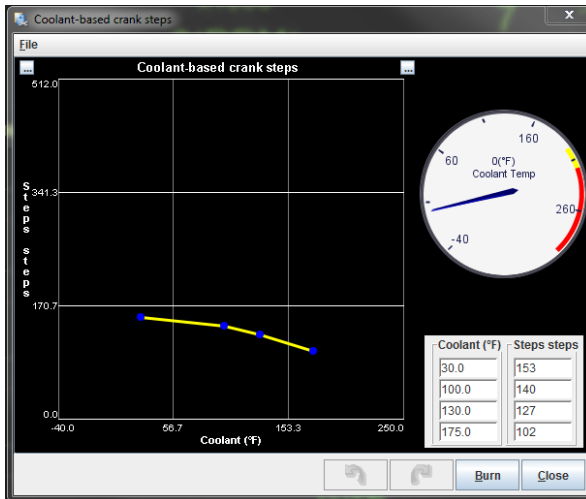 Coolant-based crank steps
X
File
...
Coolant-based crank steps
...
512.0
341.3
170.7
0.0
Steps steps
-40.0
56.7
153.3
250.0
Coolant (°F)
160
60
0(°F)
Coolant Temp
260
-40
Coolant (°F)
Steps steps
30.0
153
100.0
140
130.0
127
175.0
102
Burn
Close